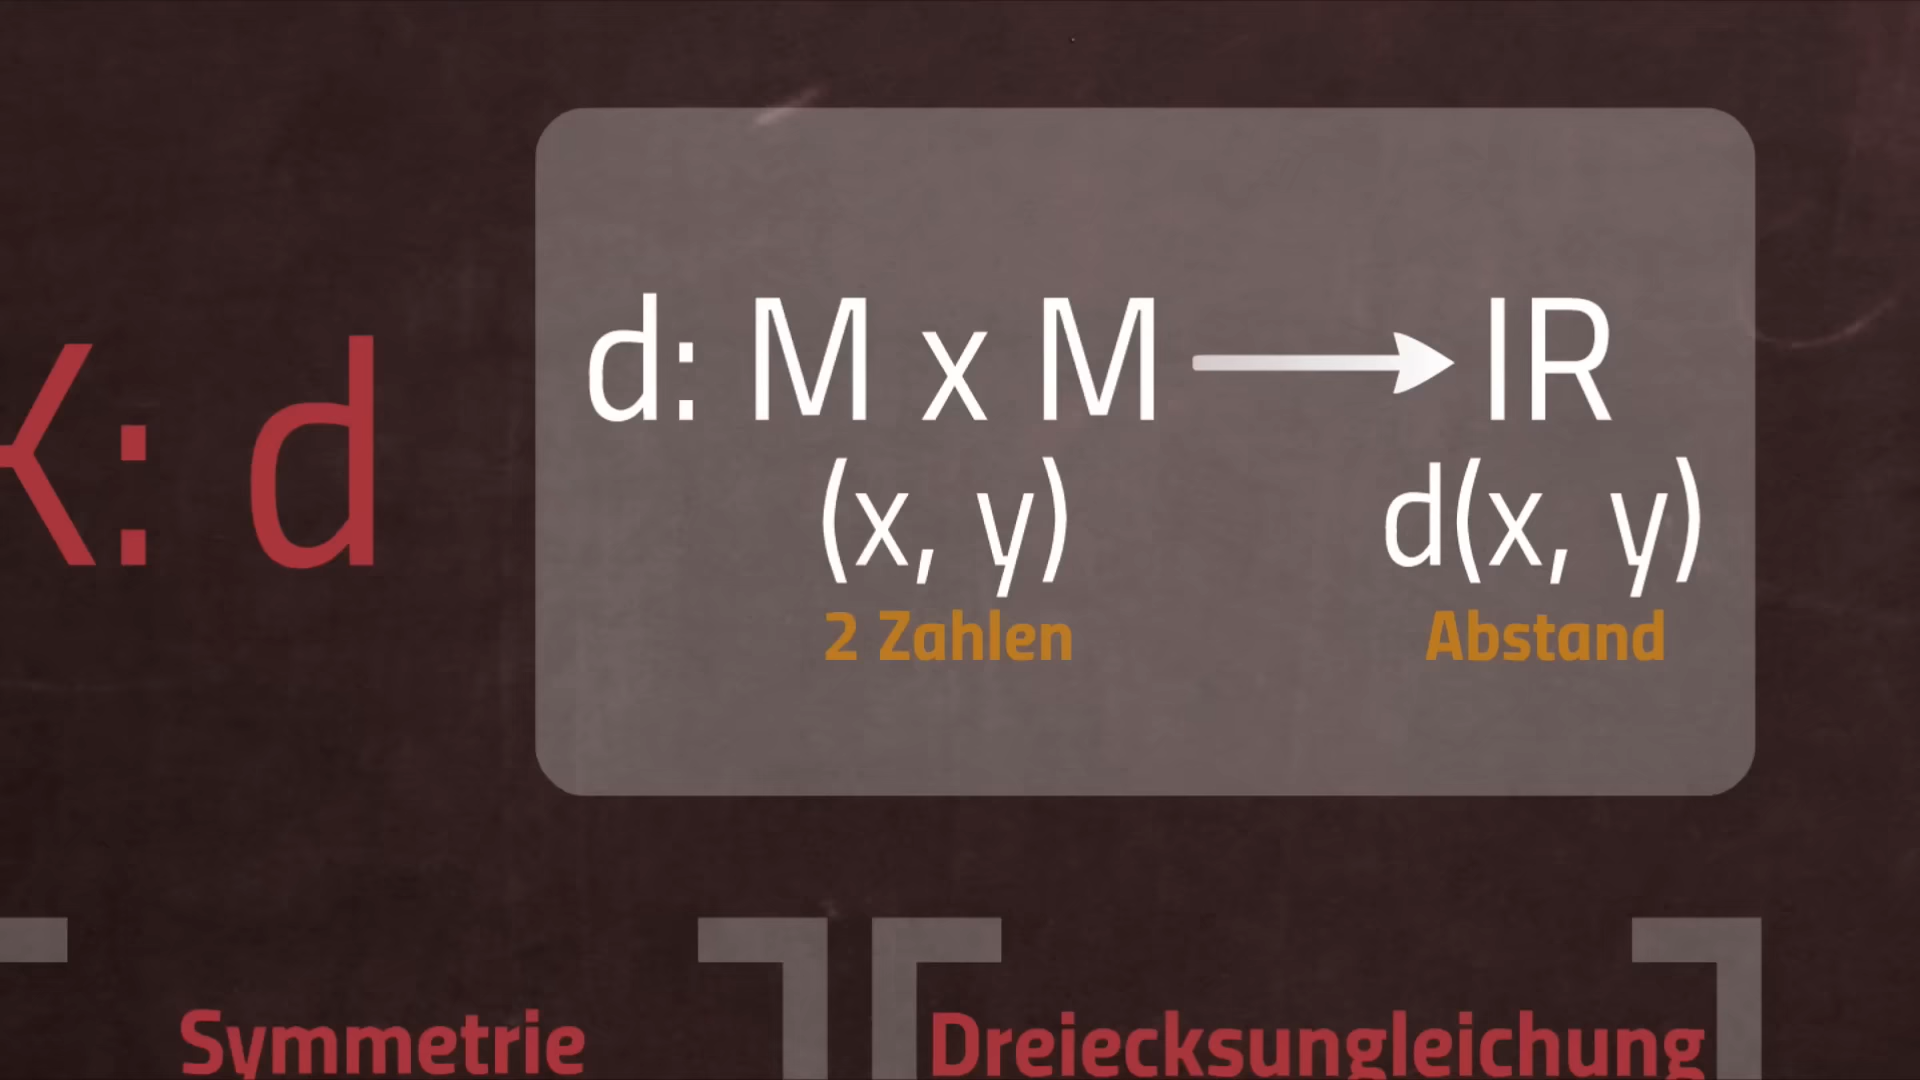 K: d
d: M x M → IR
(x, y) d(x, y)
2 Zahlen Abstand
Symmetrie
Dreiecksungleichung